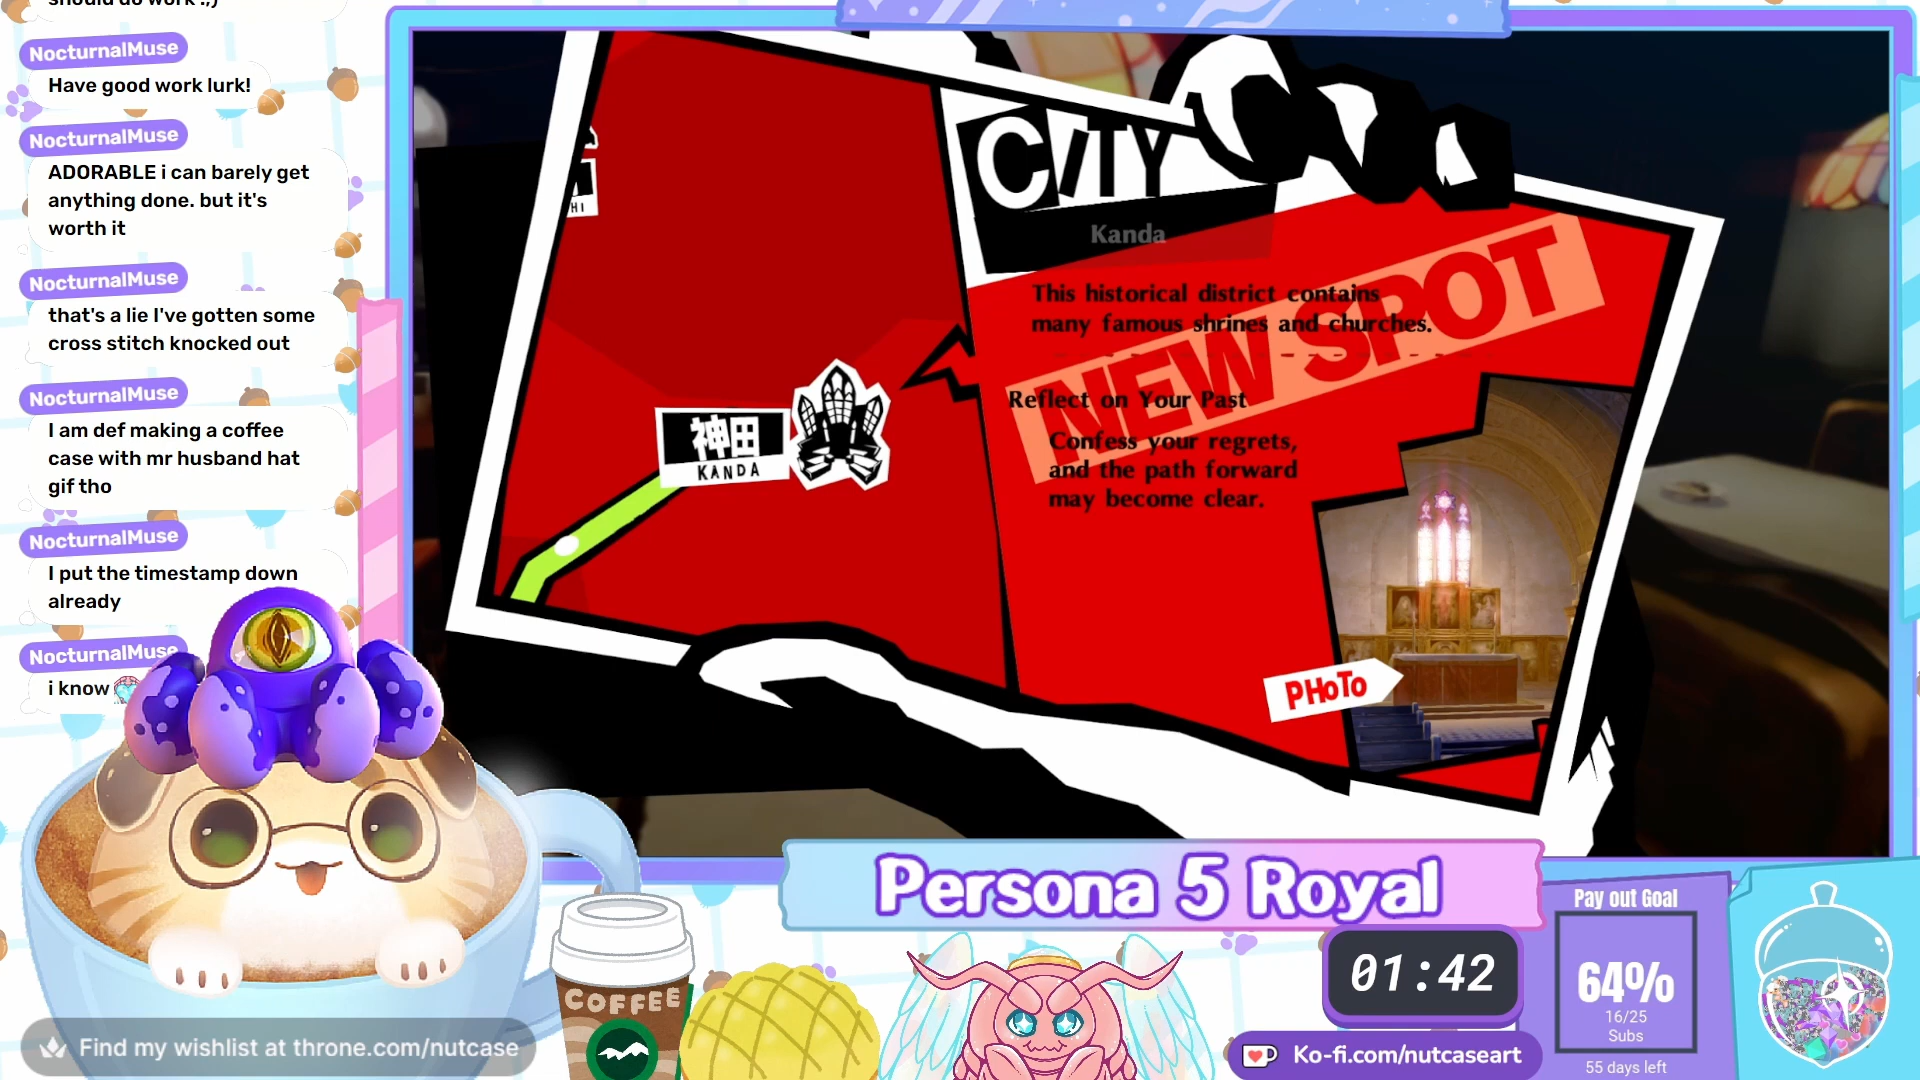 should do work :,)
NocturnalMuse
Have good work lurk!
NocturnalMuse
ADORABLE i can barely get
anything done. but it's
worth it
NocturnalMuse
that's a lie I've gotten some
cross stitch knocked out
NocturnalMuse
I am def making a coffee
case with mr husband hat
gif tho
NocturnalMuse
I put the timestamp down
already
NocturnalMuse
i know
HI
神田
KANDA
CITY
Kanda
NEW SPOT
This historical district contains
many famous shrines and churches.
Reflect on Your Past
Confess your regrets,
and the path forward
may become clear.
PHoTo
Persona 5 Royal
COFFEE
01:42
Pay out Goal
64%
16/25
Subs
55 days left
Find my wishlist at throne.com/nutcase
Ko-fi.com/nutcaseart